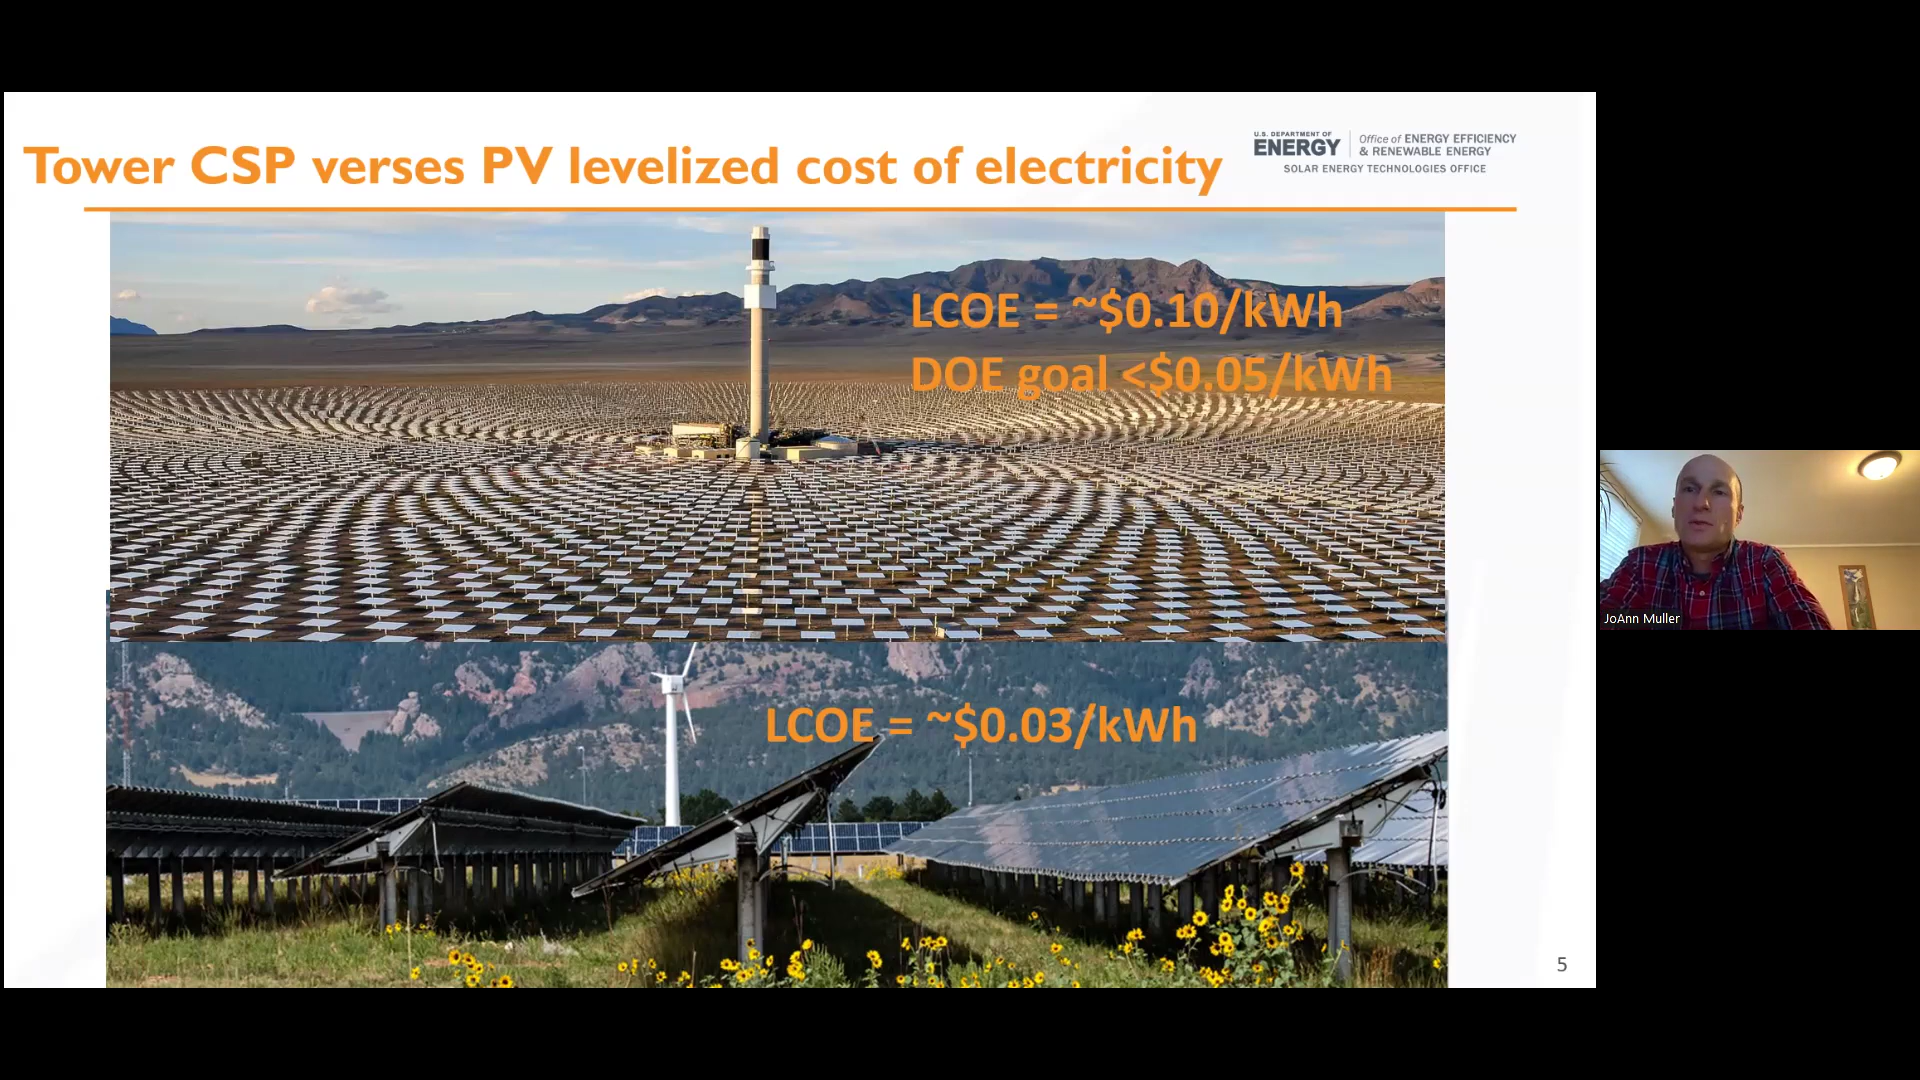 Tower CSP verses PV levelized cost of electricity
U.S. DEPARTMENT OF
ENERGY
Office of ENERGY EFFICIENCY
& RENEWABLE ENERGY
SOLAR ENERGY TECHNOLOGIES OFFICE
LCOE = ~$0.10/kWh
DOE goal <$0.05/kWh
LCOE = ~$0.03/kWh
JoAnn Muller
5